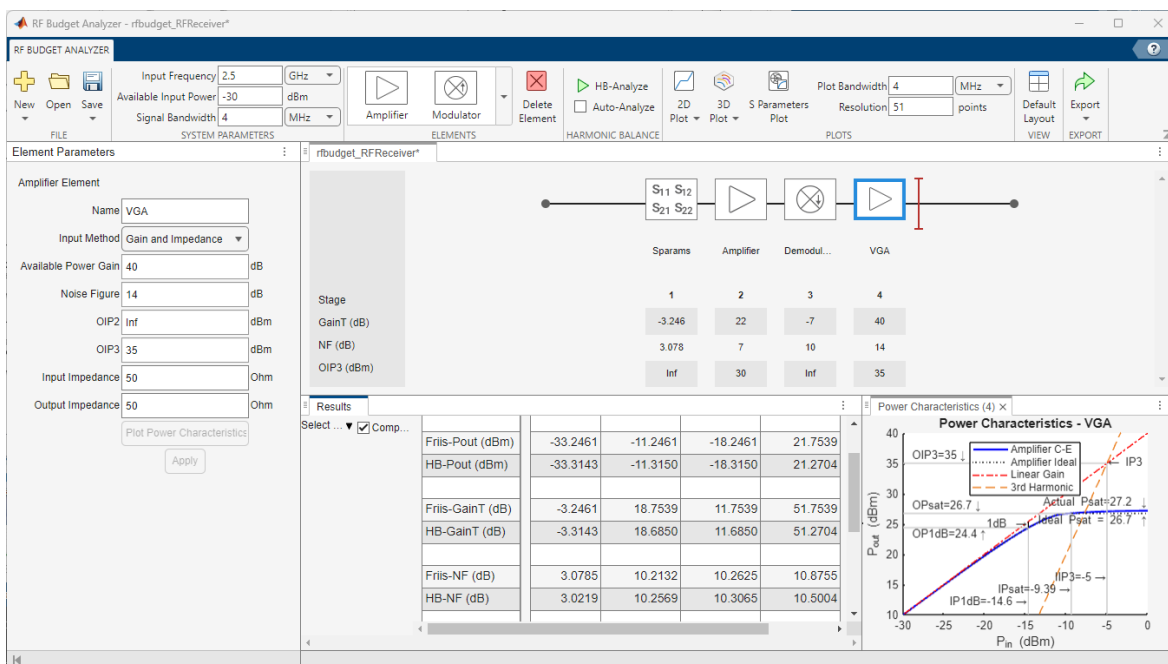 RF Budget Analyzer - rfbudget_RFReceiver*
RF BUDGET ANALYZER
?
New
Open
Save
FILE
Input Frequency 2.5 GHz
Available Input Power -30 dBm
Signal Bandwidth 4 MHz
SYSTEM PARAMETERS
Amplifier
Modulator
ELEMENTS
Delete
Element
HB-Analyze
Auto-Analyze
HARMONIC BALANCE
2D
Plot
3D
Plot
S Parameters
Plot
Plot Bandwidth 4 MHz
Resolution 51 points
PLOTS
Default
Layout
VIEW
Export
EXPORT
Element Parameters
Amplifier Element
Name VGA
Input Method Gain and Impedance
Available Power Gain 40 dB
Noise Figure 14 dB
OIP2 Inf dBm
OIP3 35 dBm
Input Impedance 50 Ohm
Output Impedance 50 Ohm
Plot Power Characteristics
Apply
rfbudget_RFReceiver*
S11 S12
S21 S22
Sparams Amplifier Demodul... VGA
Stage 1 2 3 4
GainT (dB) -3.246 22 -7 40
NF (dB) 3.078 7 10 14
OIP3 (dBm) Inf 30 Inf 35
Results
Select ... Comp...
Friis-Pout (dBm) -33.2461 -11.2461 -18.2461 21.7539
HB-Pout (dBm) -33.3143 -11.3150 -18.3150 21.2704
Friis-GainT (dB) -3.2461 18.7539 11.7539 51.7539
HB-GainT (dB) -3.3143 18.6850 11.6850 51.2704
Friis-NF (dB) 3.0785 10.2132 10.2625 10.8755
HB-NF (dB) 3.0219 10.2569 10.3065 10.5004
Power Characteristics (4)
Power Characteristics - VGA
Amplifier C-E
Amplifier Ideal
Linear Gain
3rd Harmonic
OIP3=35 ↓
← IP3
OPsat=26.7 ↓
Actual Psat=27.2 ↓
1dB→
Ideal Psat = 26.7 ↑
OP1dB=24.4 ↑
IIP3=-5 →
IPsat=-9.39→
IP1dB=-14.6 →
40
35
30
25
20
15
10
Pout (dBm)
-30 -25 -20 -15 -10 -5 0
Pin (dBm)